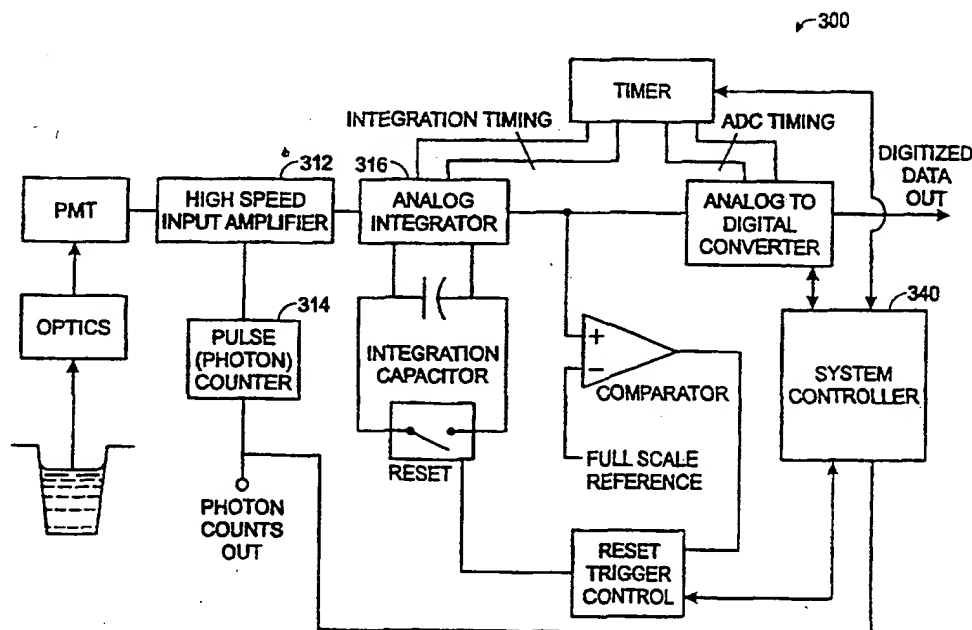 300
TIMER
INTEGRATION TIMING
ADC TIMING
312
316
DIGITIZED
DATA
OUT
PMT
HIGH SPEED
INPUT AMPLIFIER
ANALOG
INTEGRATOR
ANALOG TO
DIGITAL
CONVERTER
314
340
OPTICS
PULSE
(PHOTON)
COUNTER
INTEGRATION
CAPACITOR
+
−
COMPARATOR
SYSTEM
CONTROLLER
RESET
FULL SCALE
REFERENCE
PHOTON
COUNTS
OUT
RESET
TRIGGER
CONTROL